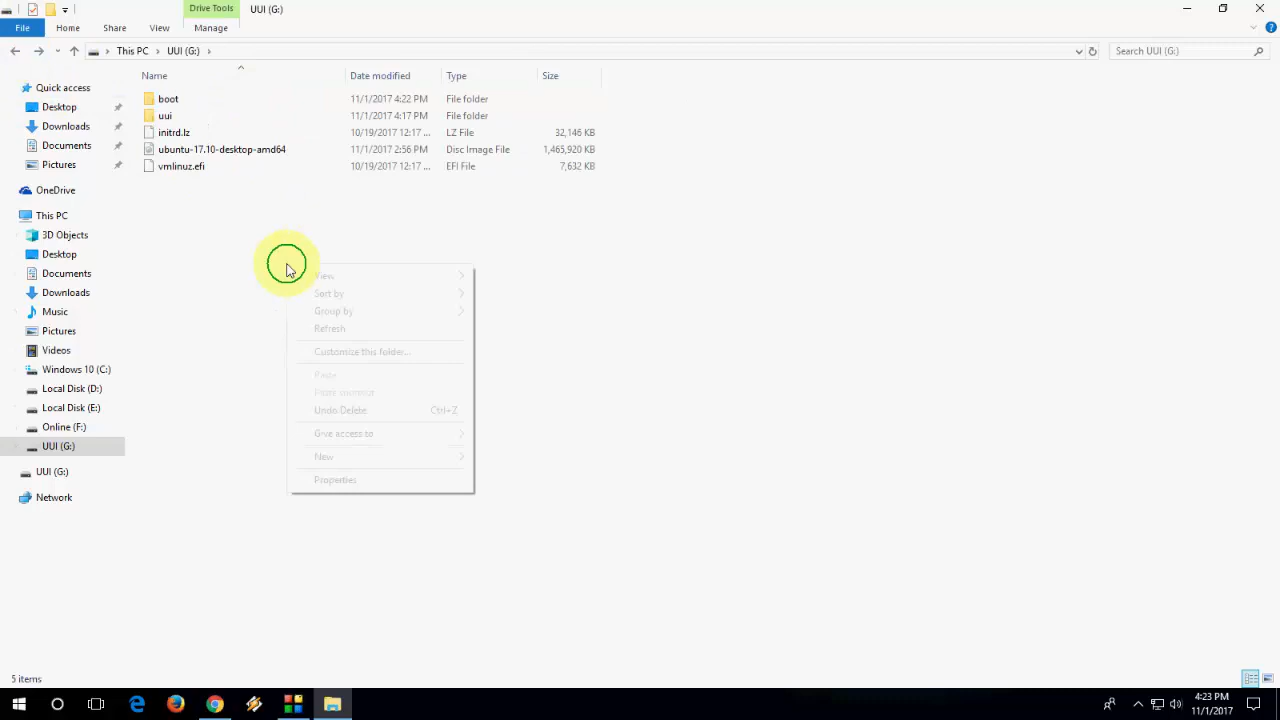 Drive Tools
UUI (G:)
File
Home
Share
View
Manage
This PC
UUI (G:)
Search UUI (G:)
Name
Date modified
Type
Size
boot
11/1/2017 4:22 PM
File folder
uui
11/1/2017 4:17 PM
File folder
initrd.lz
10/19/2017 12:17 ...
LZ File
32,146 KB
ubuntu-17.10-desktop-amd64
11/1/2017 2:56 PM
Disc Image File
1,465,920 KB
vmlinuz.efi
10/19/2017 12:17 ...
EFI File
7,632 KB
Quick access
Desktop
Downloads
Documents
Pictures
OneDrive
This PC
3D Objects
Desktop
Documents
Downloads
Music
Pictures
Videos
Windows 10 (C:)
Local Disk (D:)
Local Disk (E:)
Online (F:)
UUI (G:)
UUI (G:)
Network
View
Sort by
Group by
Refresh
Customize this folder...
Paste
Paste shortcut
Undo Delete Ctrl+Z
Give access to
New
Properties
5 items
4:23 PM
11/1/2017